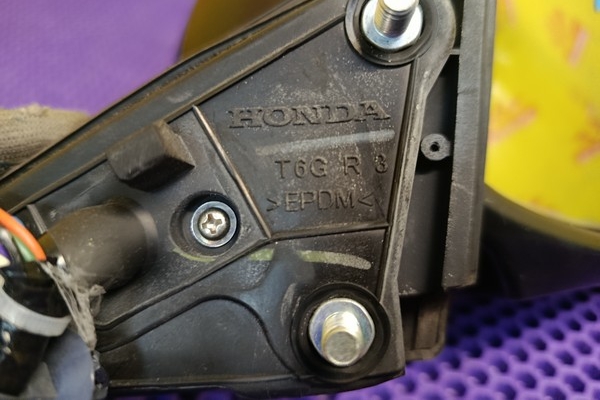 HONDA
T6G R 3
>EPDM<